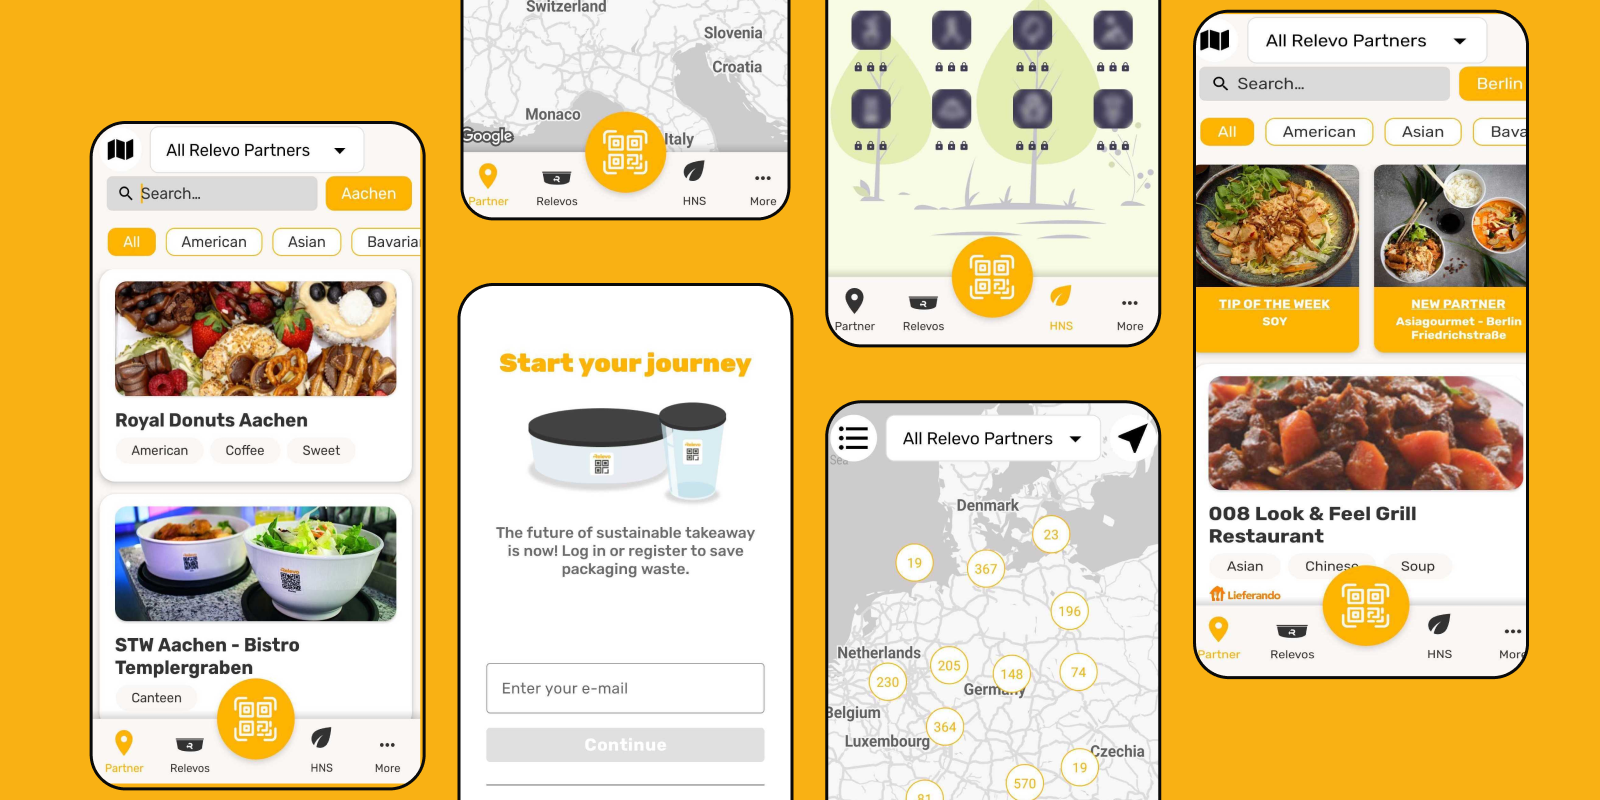 All Relevo Partners
Search...
Aachen
All
American
Asian
Bavarian
Royal Donuts Aachen
American
Coffee
Sweet
STW Aachen - Bistro
Templergraben
Canteen
Partner
Relevos
HNS
More
Switzerland
Slovenia
Croatia
Monaco
Google
Italy
Partner
Relevos
HNS
More
Start your journey
Relevo
Relevo
The future of sustainable takeaway
is now! Log in or register to save
packaging waste.
Enter your e-mail
Continue
Partner
Relevos
HNS
More
All Relevo Partners
Sea
Denmark
23
19
367
196
Netherlands
205
148
74
230
Germany
Belgium
364
Luxembourg
Czechia
19
570
81
All Relevo Partners
Search...
Berlin
All
American
Asian
Bava
TIP OF THE WEEK
SOY
NEW PARTNER
Asiagourmet - Berlin
Friedrichstraße
008 Look & Feel Grill
Restaurant
Asian
Chinese
Soup
Lieferando
Partner
Relevos
HNS
More